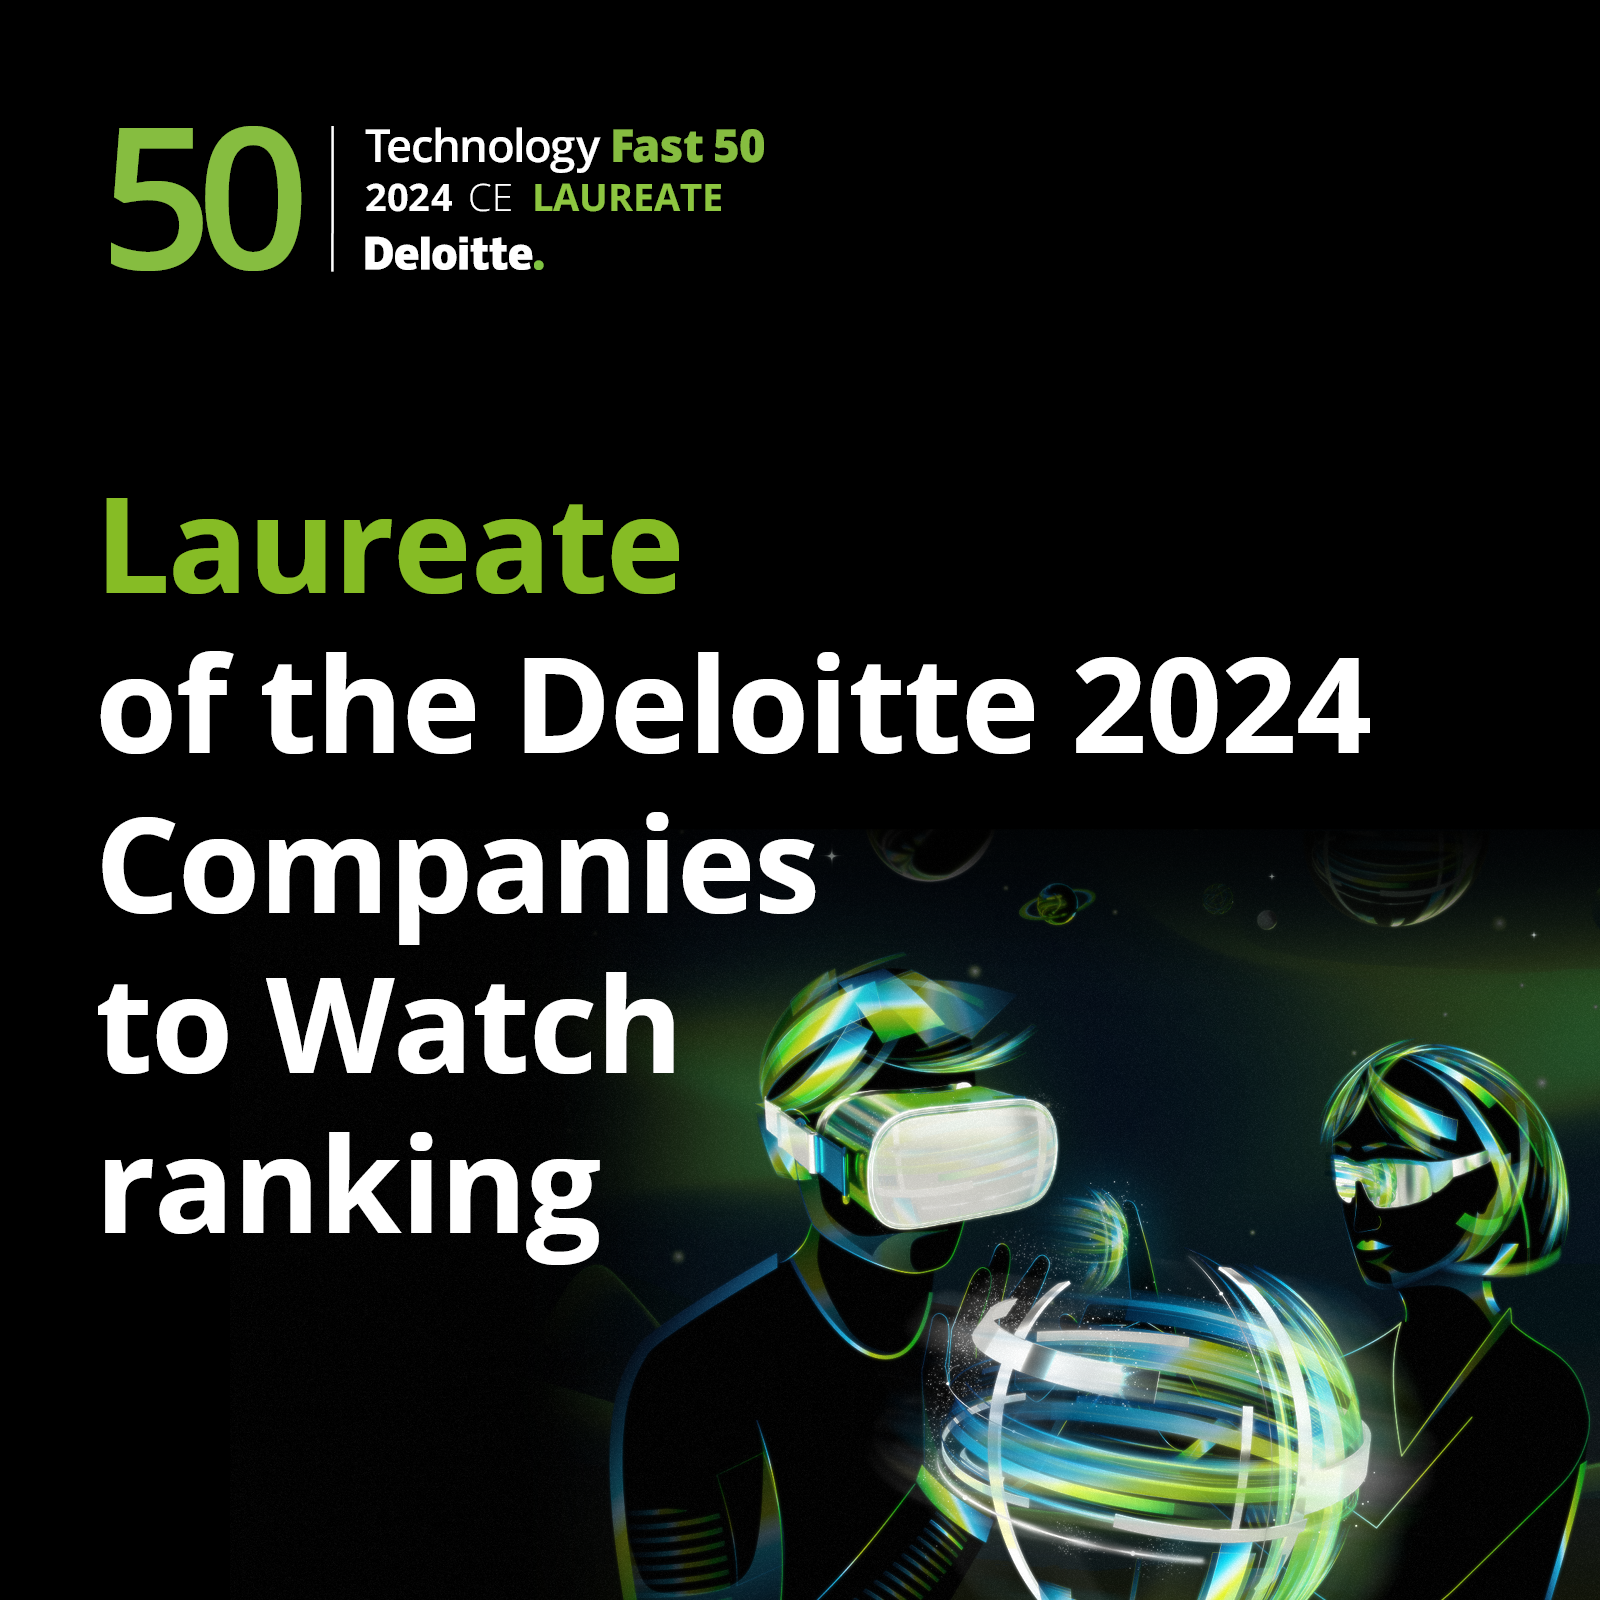 50
Technology Fast 50
2024 CE LAUREATE
Deloitte.
Laureate
of the Deloitte 2024
Companies
to Watch
ranking